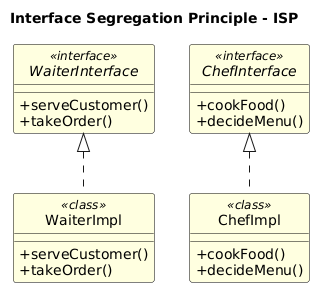 Interface Segregation Principle - ISP
«interface»
WaiterInterface
+serveCustomer()
+takeOrder()
«interface»
ChefInterface
+cookFood()
+decideMenu()
«class»
WaiterImpl
+serveCustomer()
+takeOrder()
«class»
ChefImpl
+cookFood()
+decideMenu()